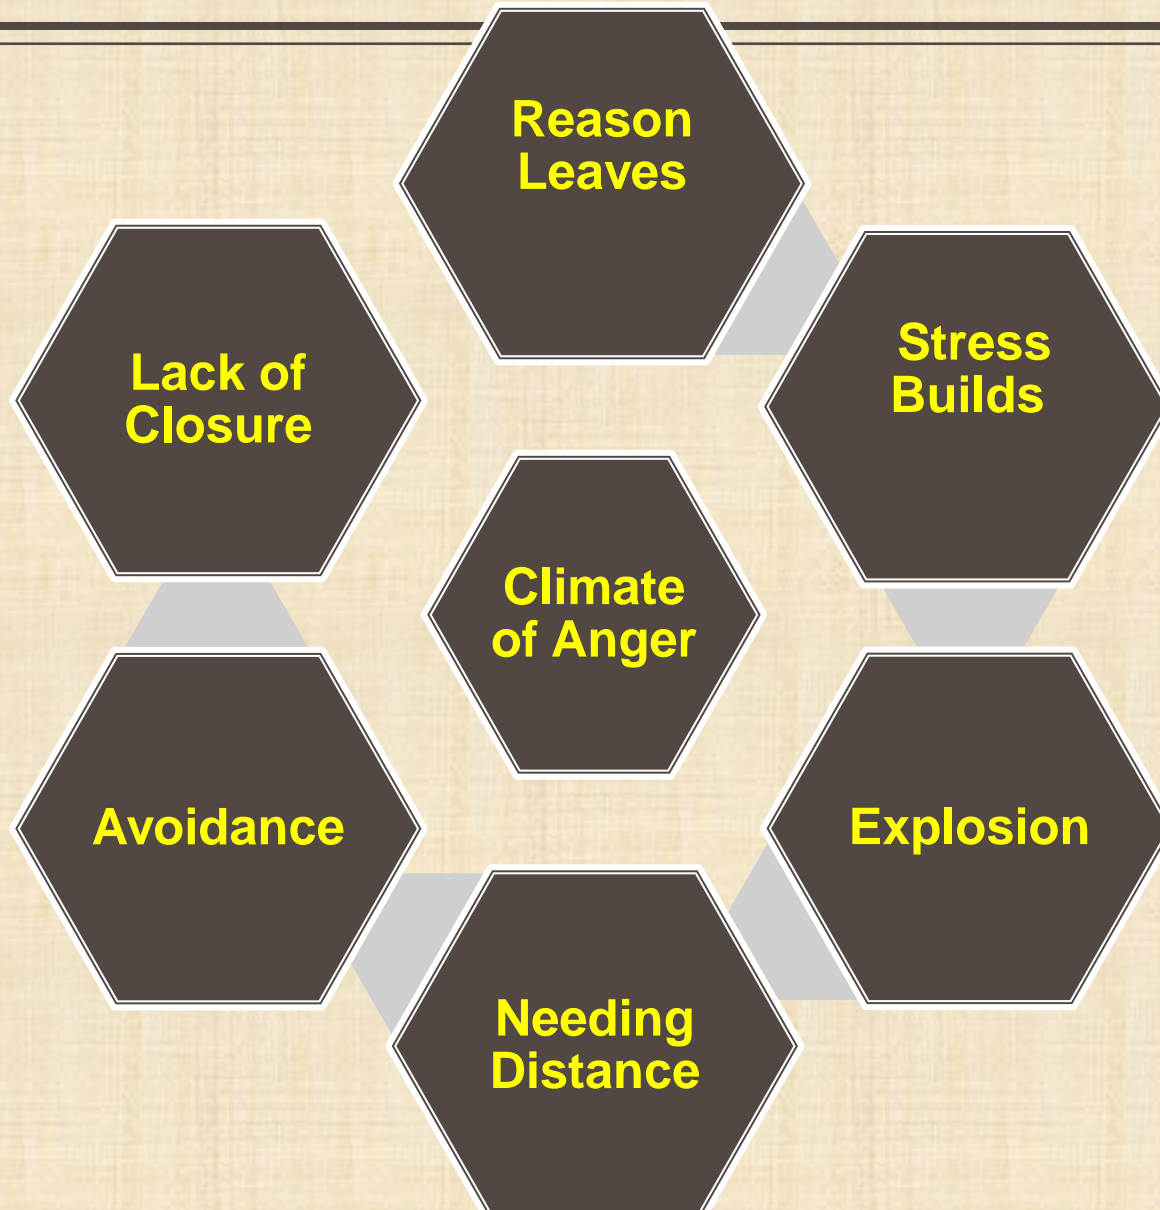 Reason
Leaves
Stress
Builds
Lack of
Closure
Climate
of Anger
Avoidance
Explosion
Needing
Distance